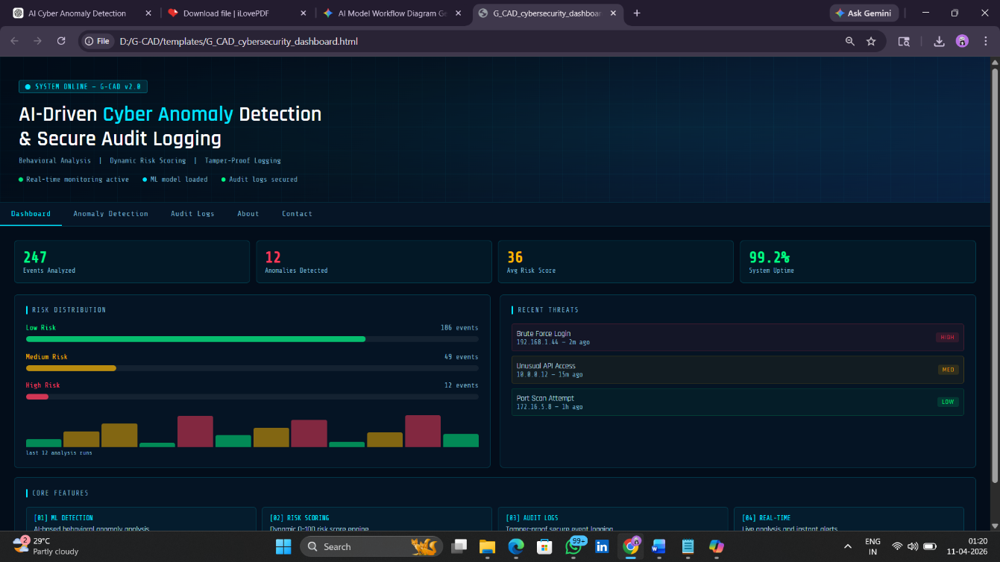 AI Cyber Anomaly Detection
Download file | iLovePDF
AI Model Workflow Diagram Ge
G_CAD_cybersecurity_dashboar
Ask Gemini
File
D:/G-CAD/templates/G_CAD_cybersecurity_dashboard.html
SYSTEM ONLINE — G-CAD v2.0
AI-Driven Cyber Anomaly Detection
& Secure Audit Logging
Behavioral Analysis | Dynamic Risk Scoring | Tamper-Proof Logging
Real-time monitoring active
ML model loaded
Audit logs secured
Dashboard
Anomaly Detection
Audit Logs
About
Contact
247
Events Analyzed
12
Anomalies Detected
36
Avg Risk Score
99.2%
System Uptime
RISK DISTRIBUTION
Low Risk
186 events
Medium Risk
49 events
High Risk
12 events
last 12 analysis runs
RECENT THREATS
Brute Force Login
192.168.1.44 — 2m ago
HIGH
Unusual API Access
10.0.0.12 — 15m ago
MED
Port Scan Attempt
172.16.5.8 — 1h ago
LOW
CORE FEATURES
[01] ML DETECTION
AI-based behavioral anomaly analysis
[02] RISK SCORING
Dynamic 0-100 risk score engine
[03] AUDIT LOGS
Tamper-proof secure event logging
[04] REAL-TIME
Live analysis and instant alerts
2
29°C
Partly cloudy
Search
99+
ENG
IN
01:20
11-04-2026